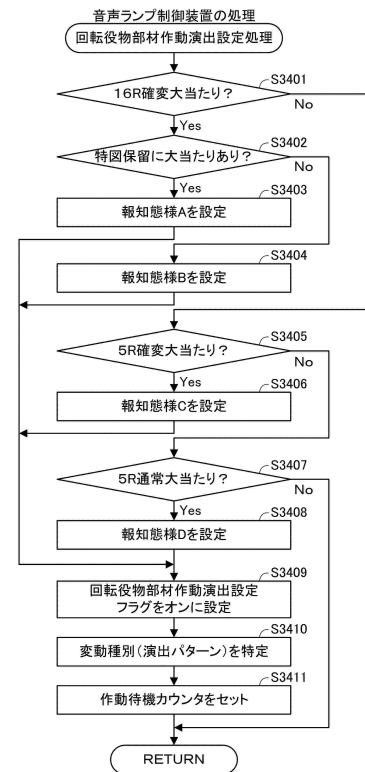 音声ランプ制御装置の処理
回転役物部材作動演出設定処理
S3401
16R確変大当たり？
No
Yes
S3402
特図保留に大当たりあり？
No
Yes
S3403
報知態様Aを設定
S3404
報知態様Bを設定
S3405
5R確変大当たり？
No
Yes
S3406
報知態様Cを設定
S3407
5R通常大当たり？
No
Yes
S3408
報知態様Dを設定
S3409
回転役物部材作動演出設定
フラグをオンに設定
S3410
変動種別（演出パターン）を特定
S3411
作動待機カウンタをセット
RETURN